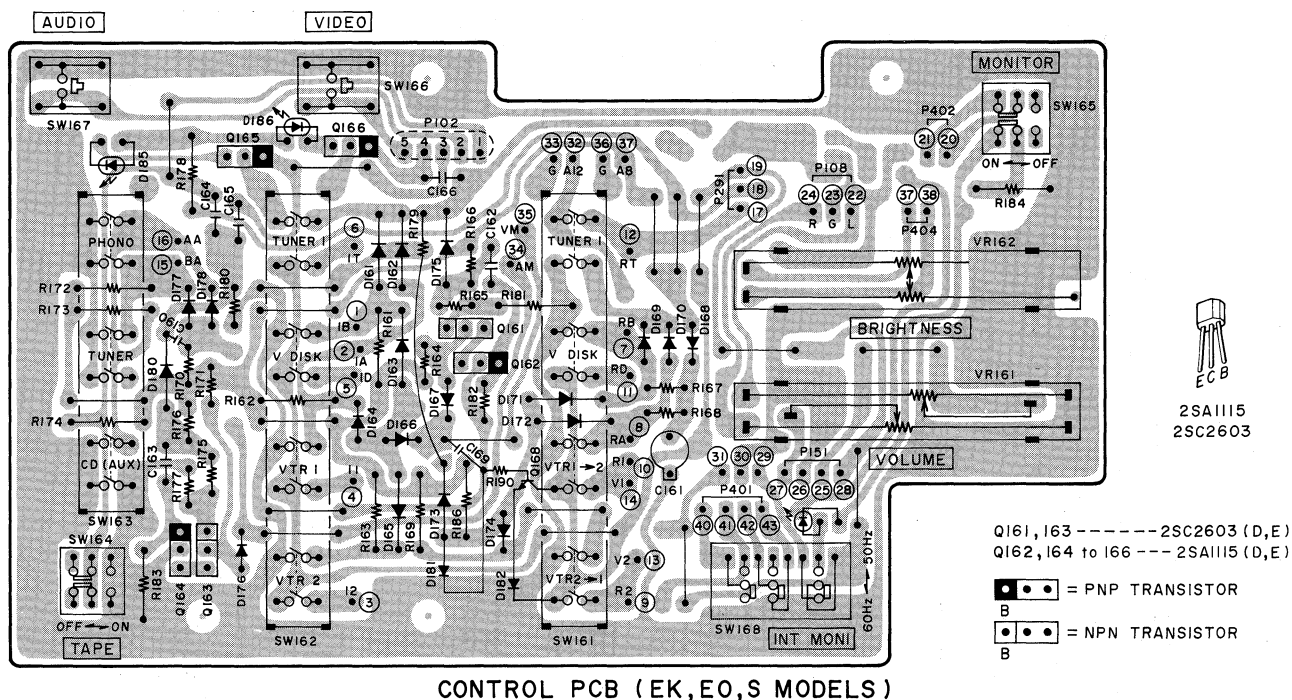 AUDIO
VIDEO
SW167
SW166
MONITOR
SW165
ON ←→ OFF
R184
D186
Q165
Q166
P102
5 4 3 2 1
C166
D185
R178
C164
C165
33 32 36 37
G A12 G A8
P402
21 20
P291
19
18
17
P108
24 23 22
R G L
37 38
P404
PHONO
16 AA
15 BA
R172
R173
D177
D178
R180
C160
TUNER
D180
R170
R171
R176
R174
R175
CD (AUX)
C163
R177
SW163
SW164
OFF ←→ ON
TAPE
R183
Q164
Q163
D176
TUNER 1
6
1T
D161
D162
R179
D175
R166
C162
35
VM
34
AM
R165
R181
1
1B
R161
Q161
V DISK
2
1A
1D
5
D163
R164
Q162
R162
D164
D167
R182
D166
VTR 1
11
4
C169
R190
Q168
R163
D165
R169
D173
R186
D174
VTR 2
12
3
D181
D182
SW162
TUNER 1
12
RT
RB
7
D169
D170
D168
V DISK
RD
11
R167
D171
R168
D172
8
RA
VTR1→2
R1
10
V1
14
C161
V2
13
VTR2→1
R2
9
SW161
VR162
BRIGHTNESS
VR161
VOLUME
31 30 29
P151
27 26 25 28
P401
40 41 42 43
SW168
INT MONI
60Hz ←→ 50Hz
E C B
2SA1115
2SC2603
Q161, 163 ------ 2SC2603 (D,E)
Q162, 164 to 166 --- 2SA1115 (D,E)
= PNP TRANSISTOR
B
= NPN TRANSISTOR
B
CONTROL PCB (EK,EO,S MODELS)